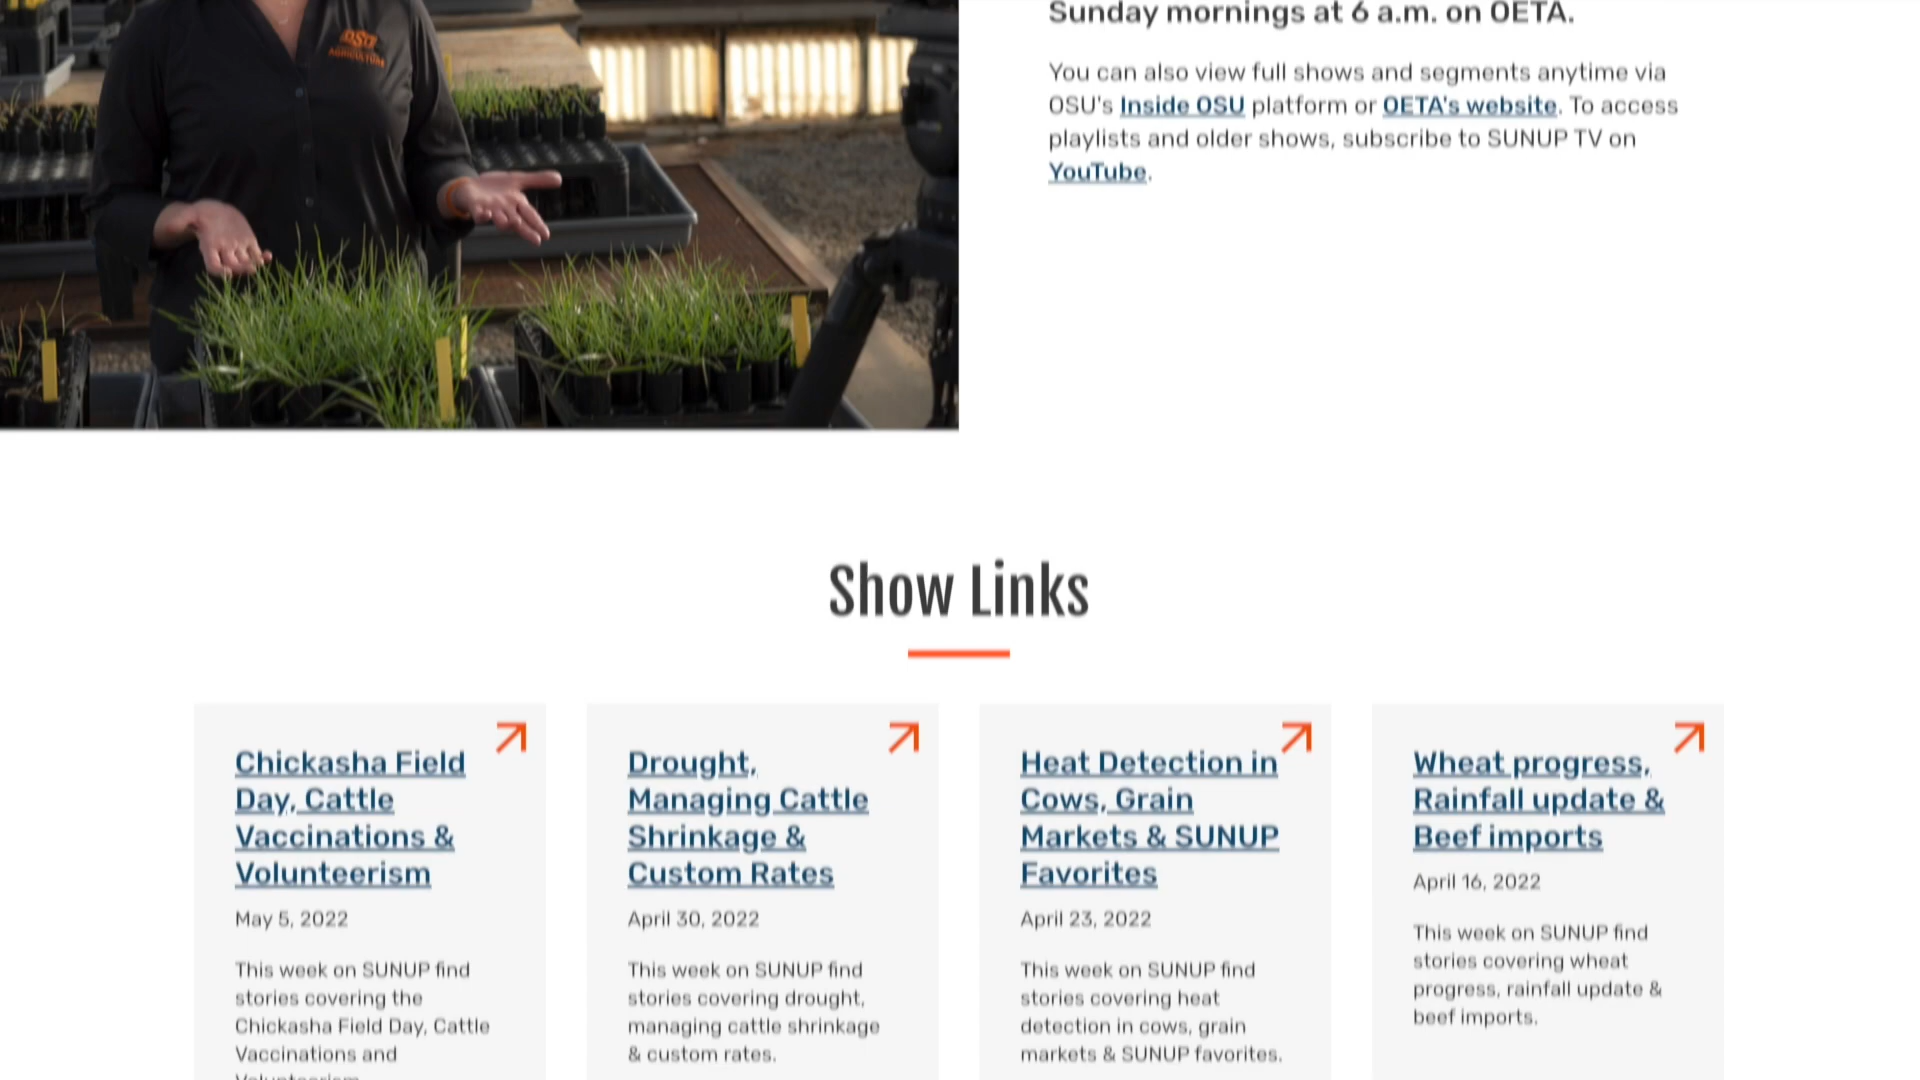 OSU
AGRICULTURE
Sunday mornings at 6 a.m. on OETA.
You can also view full shows and segments anytime via
OSU's Inside OSU platform or OETA's website. To access
playlists and older shows, subscribe to SUNUP TV on
YouTube.
Show Links
Chickasha Field
Day, Cattle
Vaccinations &
Volunteerism
May 5, 2022
This week on SUNUP find
stories covering the
Chickasha Field Day, Cattle
Vaccinations and
Volunteerism
Drought,
Managing Cattle
Shrinkage &
Custom Rates
April 30, 2022
This week on SUNUP find
stories covering drought,
managing cattle shrinkage
& custom rates.
Heat Detection in
Cows, Grain
Markets & SUNUP
Favorites
April 23, 2022
This week on SUNUP find
stories covering heat
detection in cows, grain
markets & SUNUP favorites.
Wheat progress,
Rainfall update &
Beef imports
April 16, 2022
This week on SUNUP find
stories covering wheat
progress, rainfall update &
beef imports.